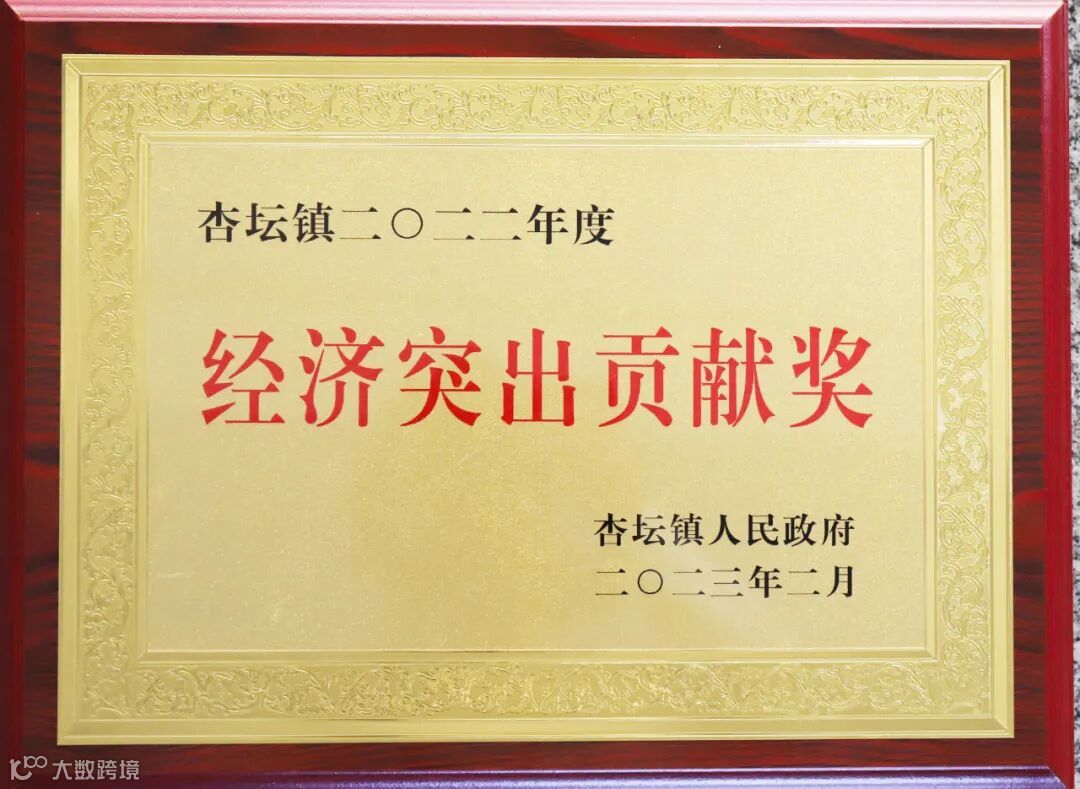 杏坛镇二〇二二年度
经济突出贡献奖
杏坛镇人民政府
二〇二三年二月
大数跨境